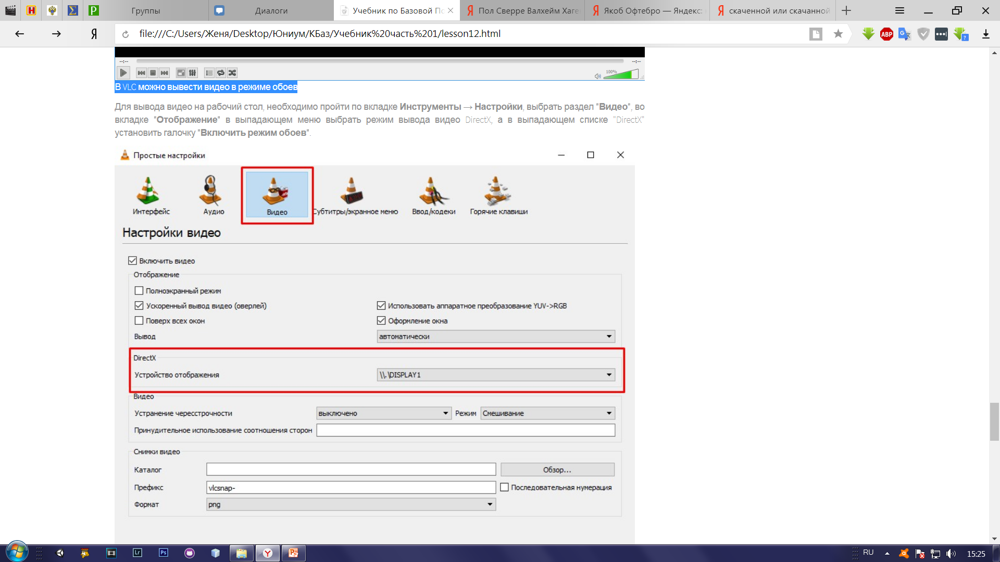 Группы
Диалоги
Учебник по Базовой По
Пол Сверре Валхейм Хаге
Якоб Офтебро — Яндекс:
скаченной или скачанной
Я
file:///C:/Users/Женя/Desktop/Юниум/КБаз/Учебник%20часть%201/lesson12.html
ABP
--:--
--:--
100%
В VLC можно вывести видео в режиме обоев
Для вывода видео на рабочий стол, необходимо пройти по вкладке Инструменты → Настройки, выбрать раздел "Видео", во
вкладке "Отображение" в выпадающем меню выбрать режим вывода видео DirectX, а в выпадающем списке "DirectX"
установить галочку "Включить режим обоев".
Простые настройки
Интерфейс
Аудио
Видео
Субтитры/экранное меню
Ввод/кодеки
Горячие клавиши
Настройки видео
Включить видео
Отображение
Полноэкранный режим
Ускоренный вывод видео (оверлей)
Использовать аппаратное преобразование YUV->RGB
Поверх всех окон
Оформление окна
Вывод
автоматически
DirectX
Устройство отображения
\\.\DISPLAY1
Видео
Устранение чересстрочности
выключено
Режим
Смешивание
Принудительное использование соотношения сторон
Снимки видео
Каталог
Обзор...
Префикс
vlcsnap-
Последовательная нумерация
Формат
png
Lr
Ps
RU
15:25